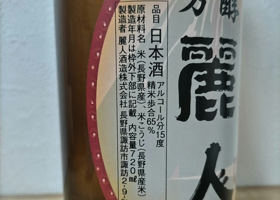 芳醇
麗人
品目 日本酒 アルコール分15度
精米歩合65%
原材料名 米(長野県産)、米こうじ(長野県産米)
製造年月は枠外下部に記載 内容量720㎖
製造者 麗人酒造株式会社 長野県諏訪市諏訪2-9-